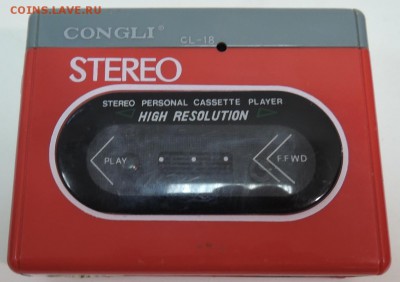 COINS.LAVE.RU
CONGLI
CL-18
STEREO
STEREO PERSONAL CASSETTE PLAYER
HIGH RESOLUTION
PLAY
F.FWD